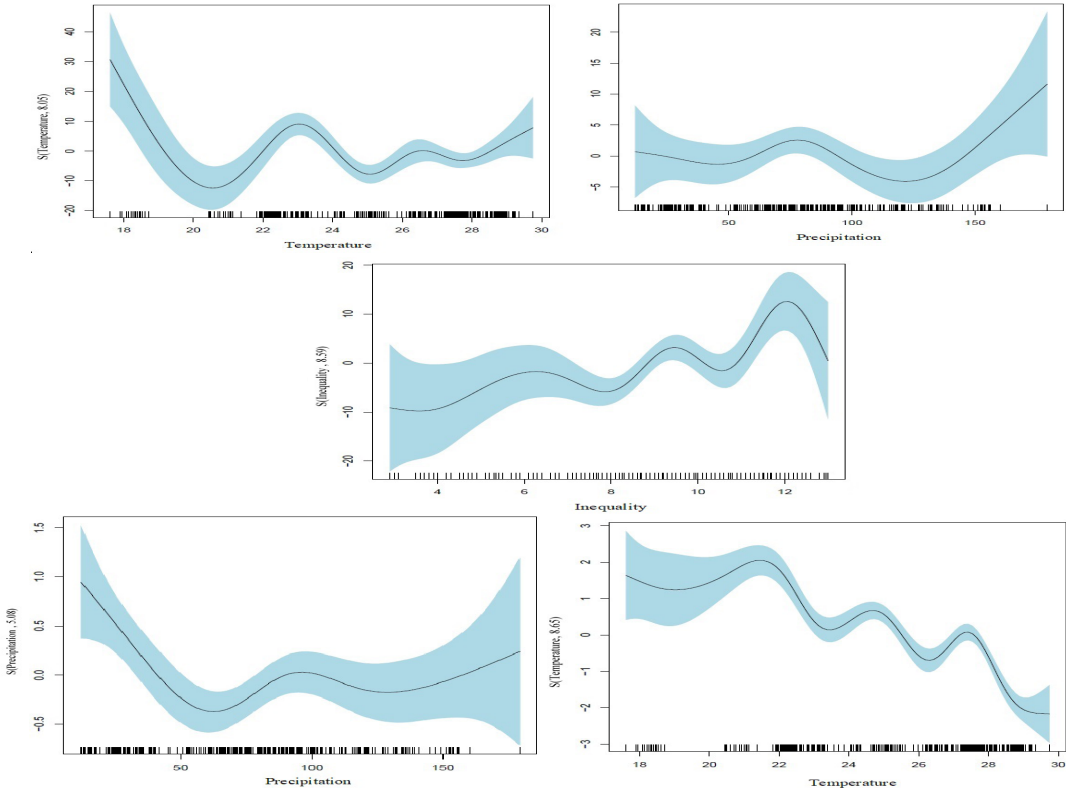 S(Temperature, 8.05)
40
30
20
10
0
-10
-20
18 20 22 24 26 28 30
Temperature
S(Precipitation, 8.05)
20
15
10
5
0
-5
50 100 150
Precipitation
S(Inequality , 8.59)
20
10
0
-10
-20
4 6 8 10 12
Inequality
S(Precipitation , 5.08)
1.5
1.0
0.5
0.0
-0.5
50 100 150
Precipitation
S(Temperature, 8.65)
3
2
1
0
-1
-2
-3
18 20 22 24 26 28 30
Temperature